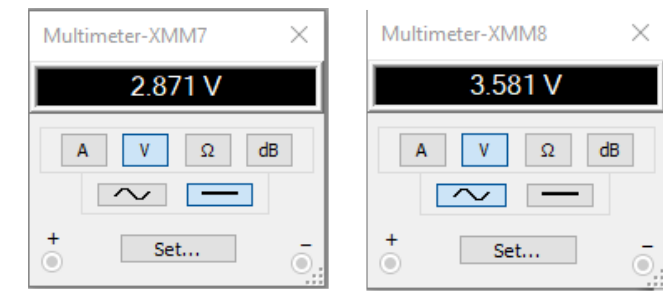 Multimeter-XMM7
2.871 V
A V Ω dB
+ Set... -
Multimeter-XMM8
3.581 V
A V Ω dB
+ Set... -